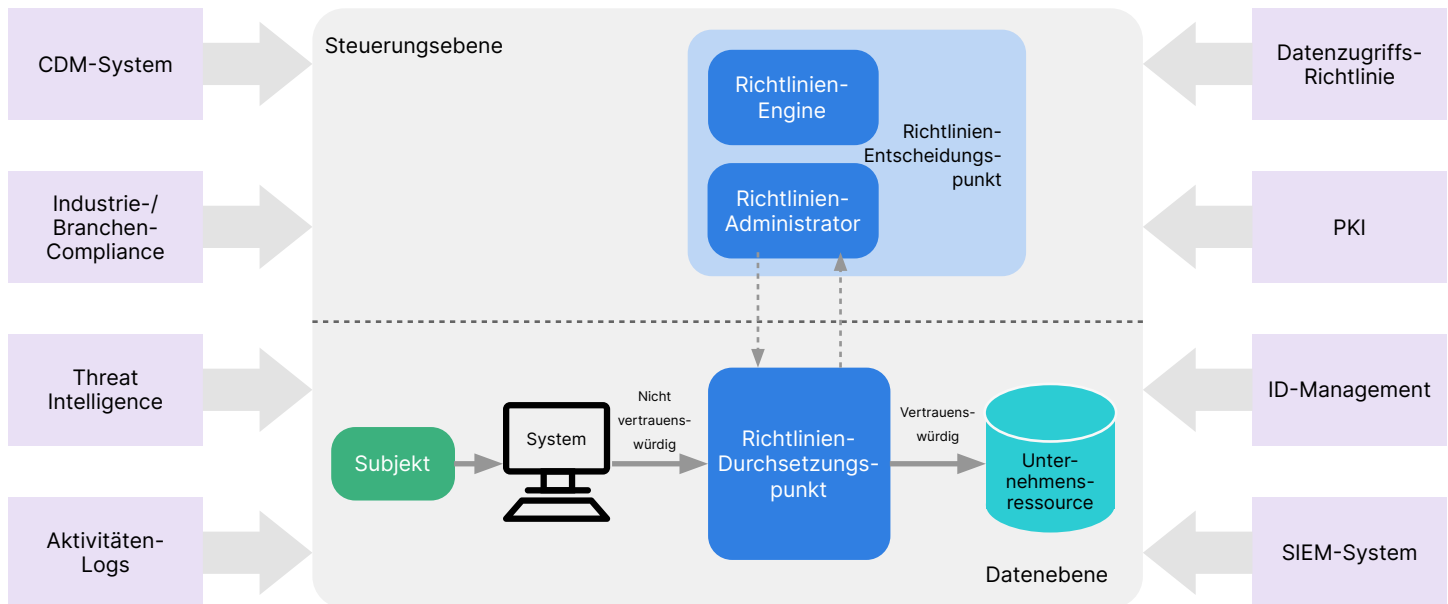 CDM-System
Industrie-/
Branchen-
Compliance
Threat
Intelligence
Aktivitäten-
Logs
Steuerungsebene
Richtlinien-
Engine
Richtlinien-
Administrator
Richtlinien-
Entscheidungs-
punkt
Subjekt
System
Nicht
vertrauens-
würdig
Richtlinien-
Durchsetzungs-
punkt
Vertrauens-
würdig
Unter-
nehmens-
ressource
Datenebene
Datenzugriffs-
Richtlinie
PKI
ID-Management
SIEM-System